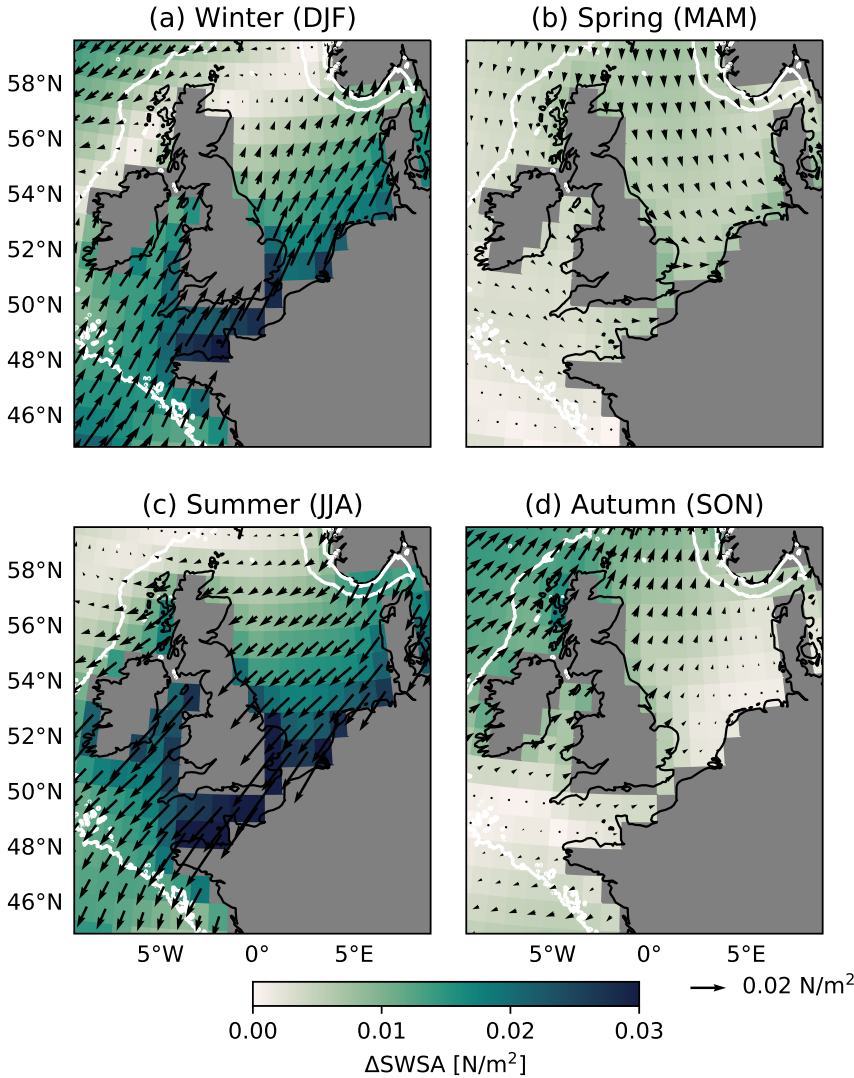 (a) Winter (DJF)
(b) Spring (MAM)
58°N
56°N
54°N
52°N
50°N
48°N
46°N
(c) Summer (JJA)
(d) Autumn (SON)
58°N
56°N
54°N
52°N
50°N
48°N
46°N
5°W 0° 5°E
5°W 0° 5°E
0.02 N/m²
0.00 0.01 0.02 0.03
ΔSWSA [N/m²]